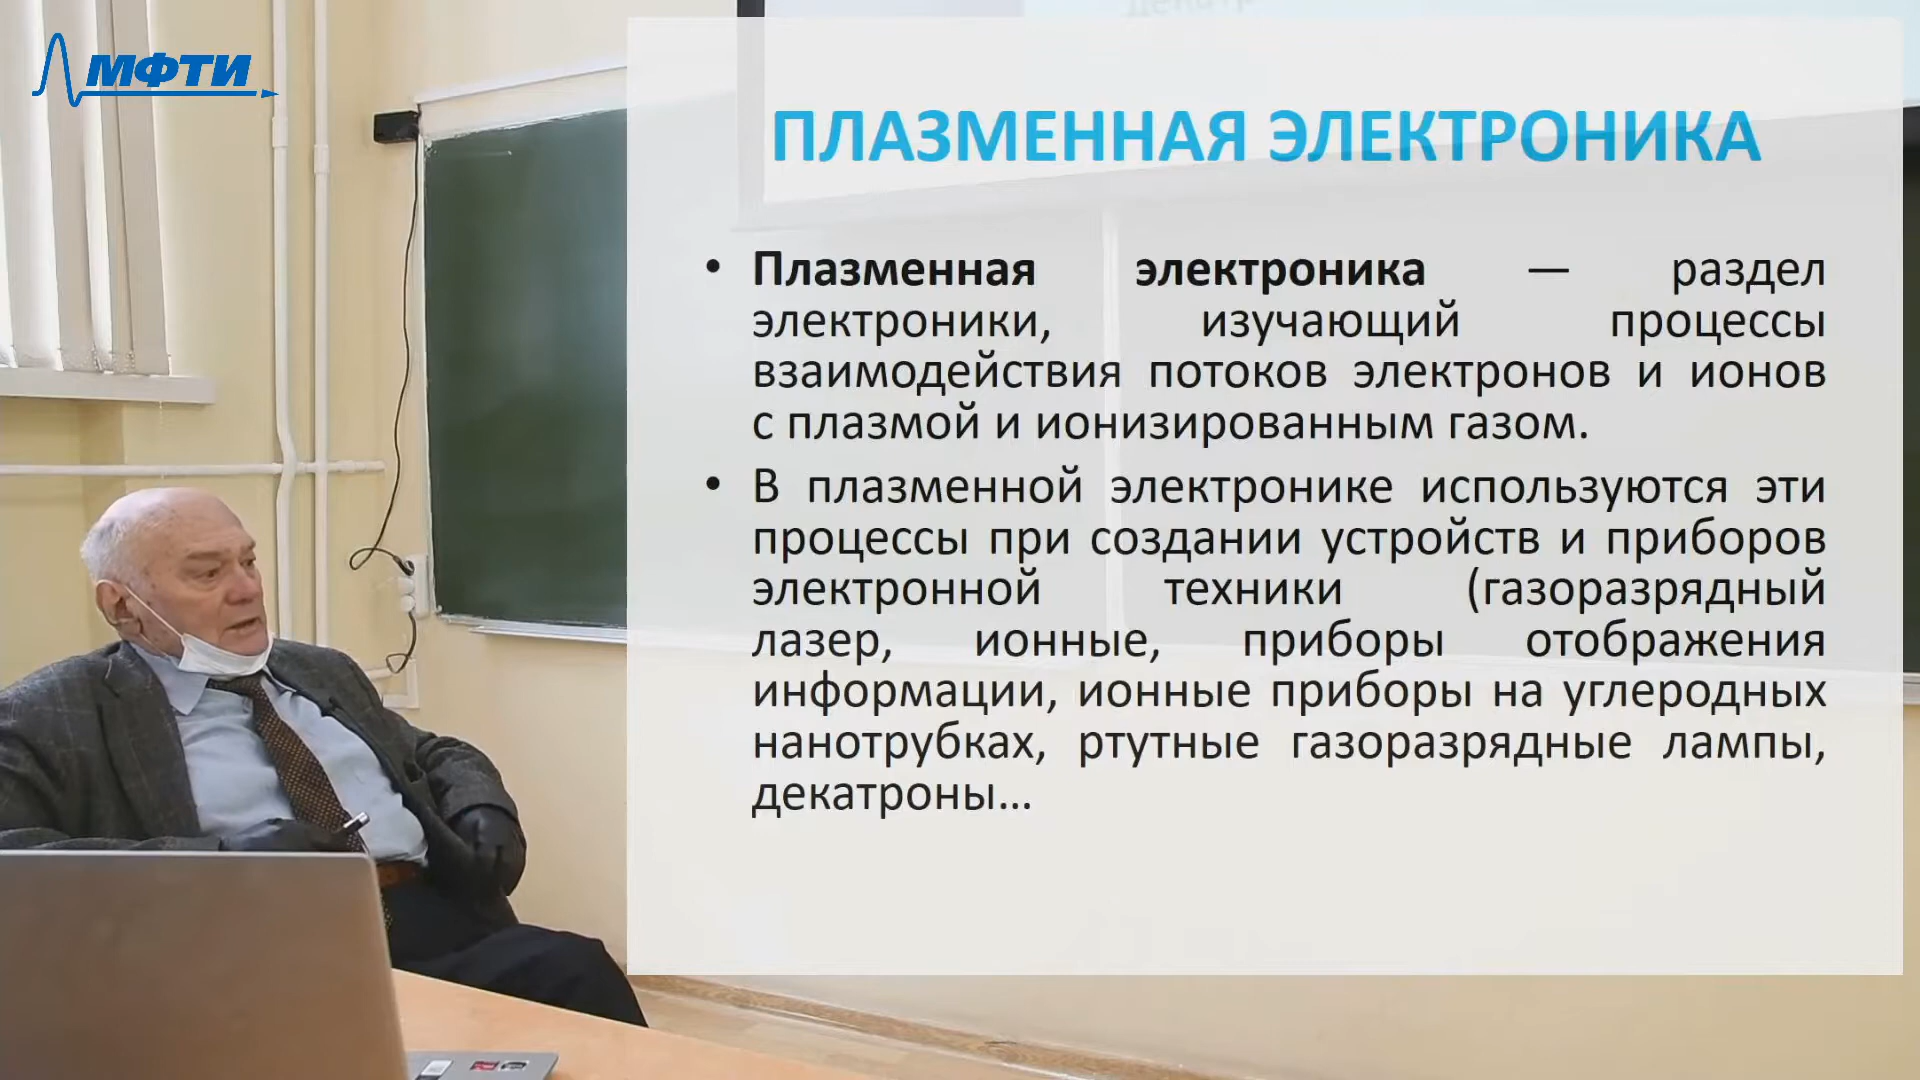 МФТИ
ПЛАЗМЕННАЯ ЭЛЕКТРОНИКА
• Плазменная электроника — раздел
электроники, изучающий процессы
взаимодействия потоков электронов и ионов
с плазмой и ионизированным газом.
• В плазменной электронике используются эти
процессы при создании устройств и приборов
электронной техники (газоразрядный
лазер, ионные, приборы отображения
информации, ионные приборы на углеродных
нанотрубках, ртутные газоразрядные лампы,
декатроны...